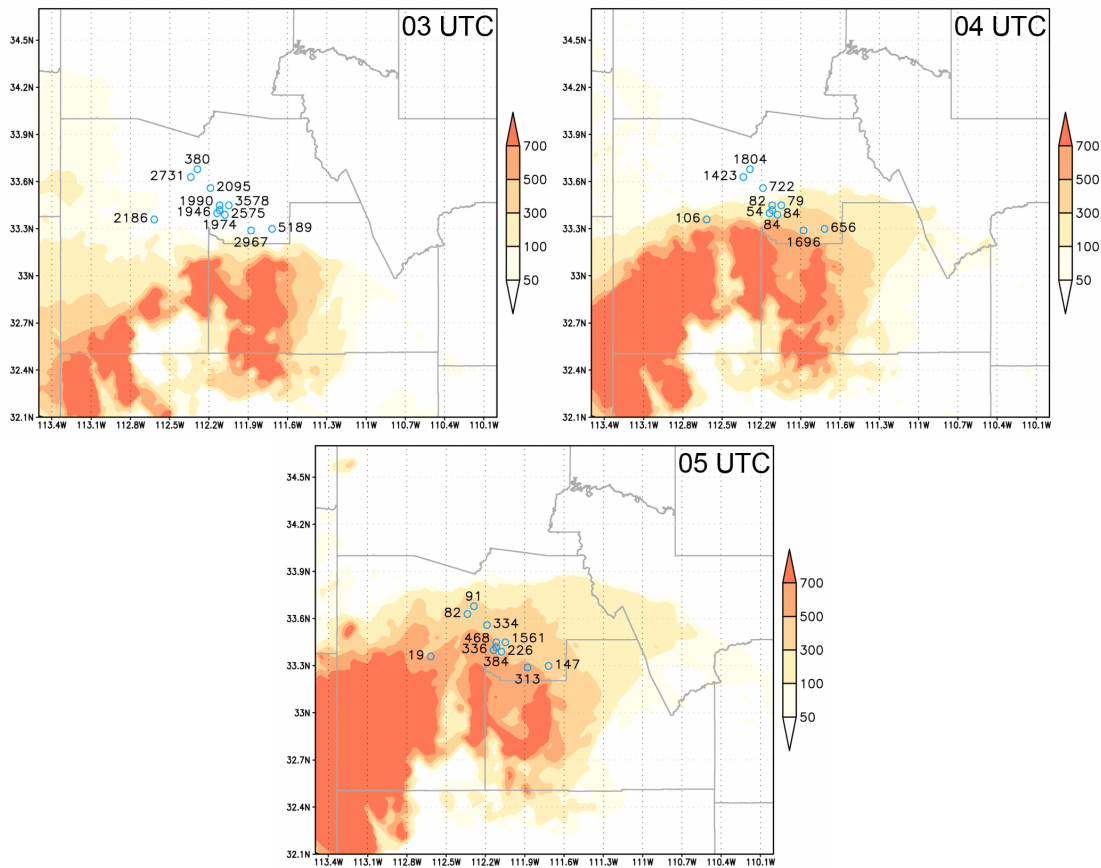 03 UTC
34.5N
34.2N
33.9N
33.6N
33.3N
33N
32.7N
32.4N
32.1N
380
2731
2095
1990
3578
2186
1946
2575
1974
5189
2967
700
500
300
100
50
113.4W 113.1W 112.8W 112.5W 112.2W 111.9W 111.6W 111.3W 111W 110.7W 110.4W 110.1W
04 UTC
34.5N
34.2N
33.9N
33.6N
33.3N
33N
32.7N
32.4N
32.1N
1804
1423
722
82
79
106
54
84
84
656
1696
700
500
300
100
50
113.4W 113.1W 112.8W 112.5W 112.2W 111.9W 111.6W 111.3W 111W 110.7W 110.4W 110.1W
05 UTC
34.5N
34.2N
33.9N
33.6N
33.3N
33N
32.7N
32.4N
32.1N
91
82
334
468
1561
19
336
226
384
147
313
700
500
300
100
50
113.4W 113.1W 112.8W 112.5W 112.2W 111.9W 111.6W 111.3W 111W 110.7W 110.4W 110.1W